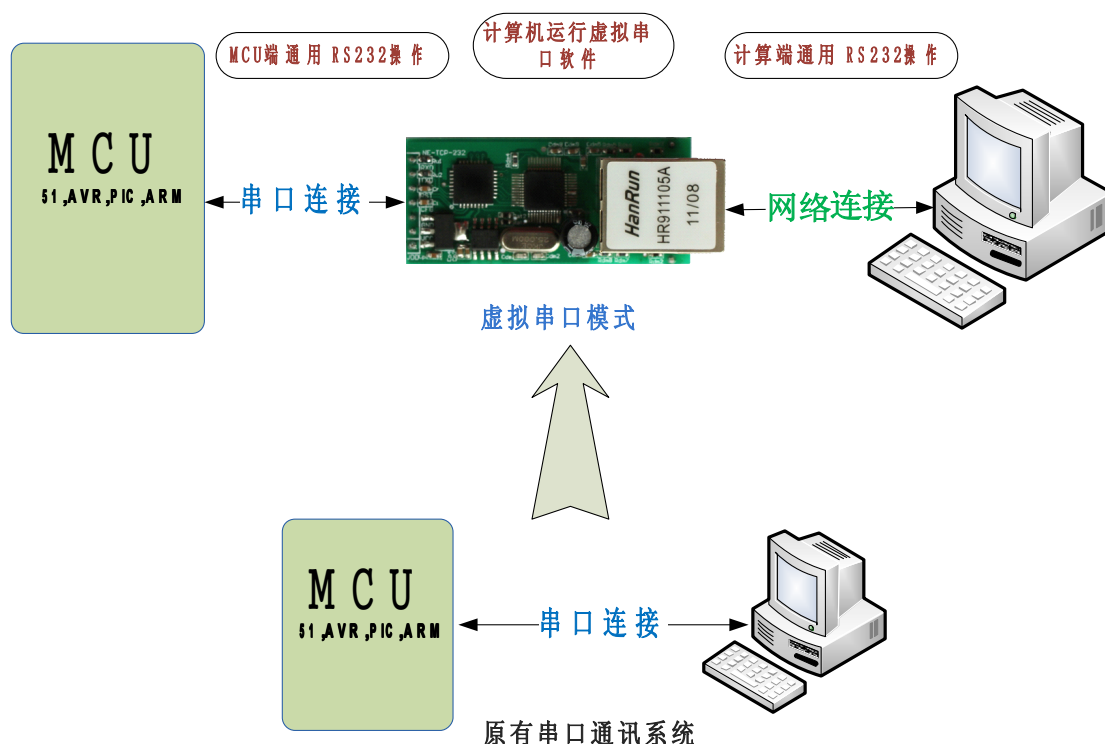 MCU端通用 RS232操作
计算机运行虚拟串
口软件
计算端通用 RS232操作
MCU
51,AVR,PIC,ARM
串口连接
HanRun
HR911105A
11/08
网络连接
虚拟串口模式
MCU
51,AVR,PIC,ARM
串口连接
原有串口通讯系统